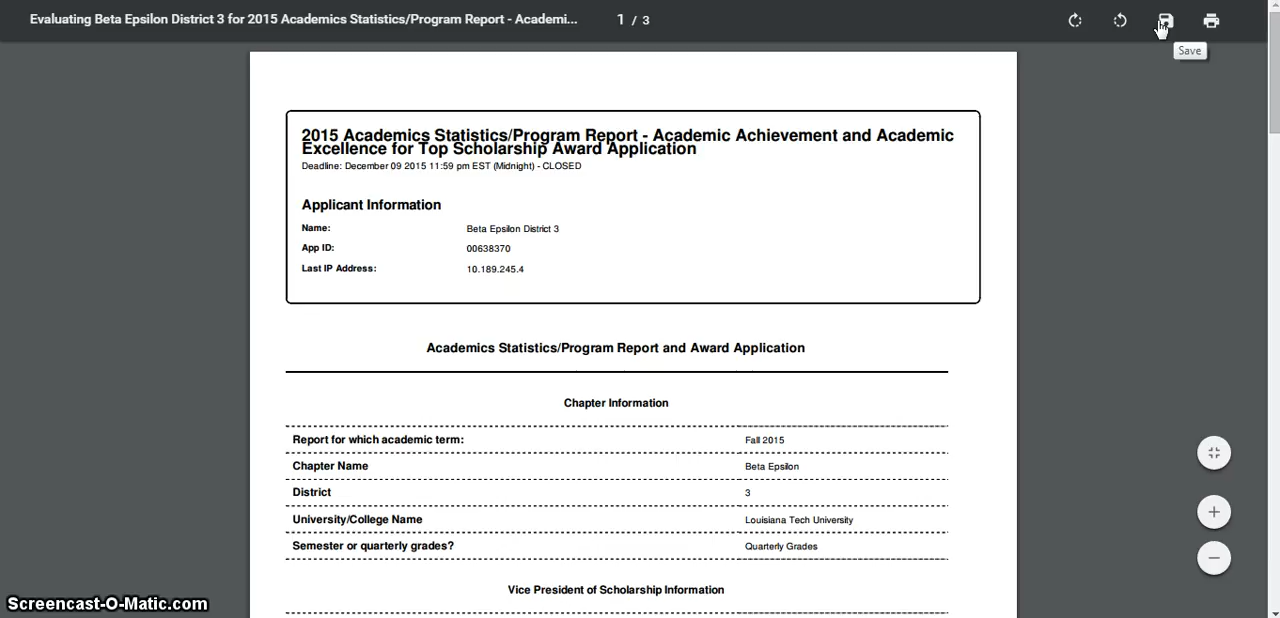 Evaluating Beta Epsilon District 3 for 2015 Academics Statistics/Program Report - Academi...
1 / 3
Save
2015 Academics Statistics/Program Report - Academic Achievement and Academic
Excellence for Top Scholarship Award Application
Deadline: December 09 2015 11:59 pm EST (Midnight) - CLOSED
Applicant Information
Name: Beta Epsilon District 3
App ID: 00638370
Last IP Address: 10.189.245.4
Academics Statistics/Program Report and Award Application
Chapter Information
Report for which academic term: Fall 2015
Chapter Name Beta Epsilon
District 3
University/College Name Louisiana Tech University
Semester or quarterly grades? Quarterly Grades
Vice President of Scholarship Information
Screencast-O-Matic.com